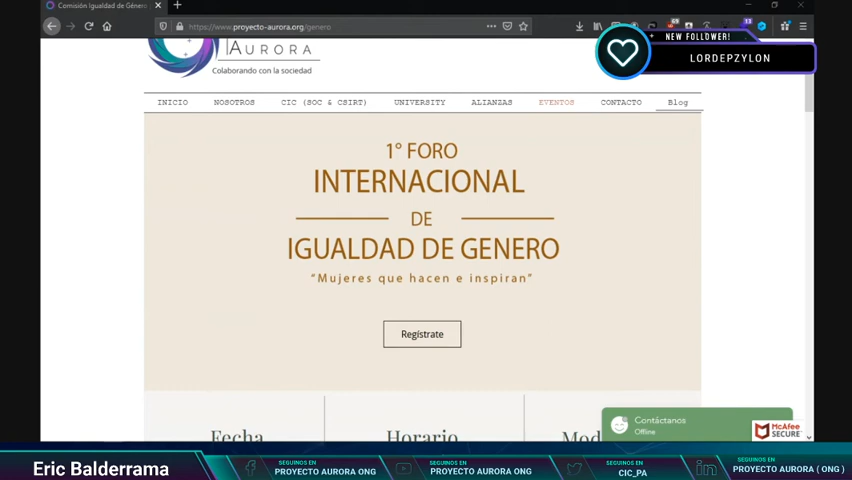 Comisión Igualdad de Género
https://www.proyecto-aurora.org/genero
69
13
NEW FOLLOWER!
LORDEPZYLON
AURORA
Colaborando con la sociedad
INICIO NOSOTROS CIC (SOC & CSIRT) UNIVERSITY ALIANZAS EVENTOS CONTACTO Blog
1° FORO
INTERNACIONAL
DE
IGUALDAD DE GENERO
“Mujeres que hacen e inspiran”
Regístrate
Fecha Horario
Contáctanos
Offline
McAfee
SECURE
Eric Balderrama
SEGUINOS EN
PROYECTO AURORA ONG
SEGUINOS EN
PROYECTO AURORA ONG
SEGUINOS EN
CIC_PA
SEGUINOS EN
PROYECTO AURORA ( ONG )